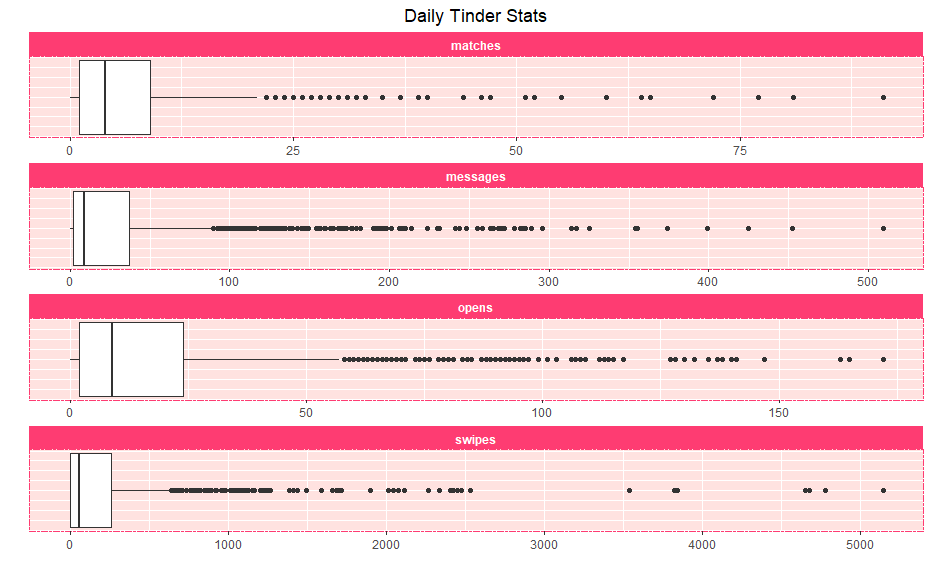 Daily Tinder Stats
matches
0 25 50 75
messages
0 100 200 300 400 500
opens
0 50 100 150
swipes
0 1000 2000 3000 4000 5000